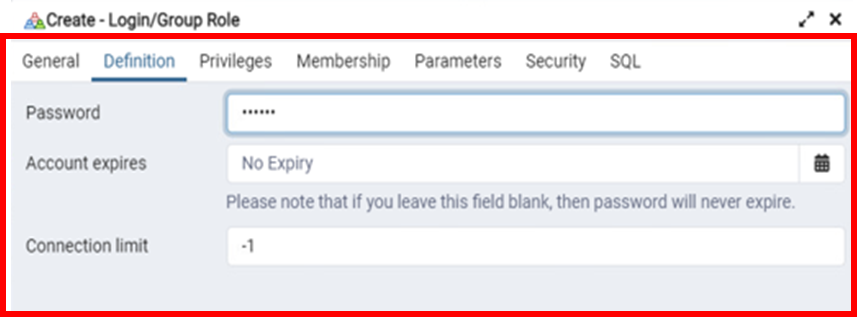 Create - Login/Group Role
General Definition Privileges Membership Parameters Security SQL
Password ••••••
Account expires No Expiry
Please note that if you leave this field blank, then password will never expire.
Connection limit -1